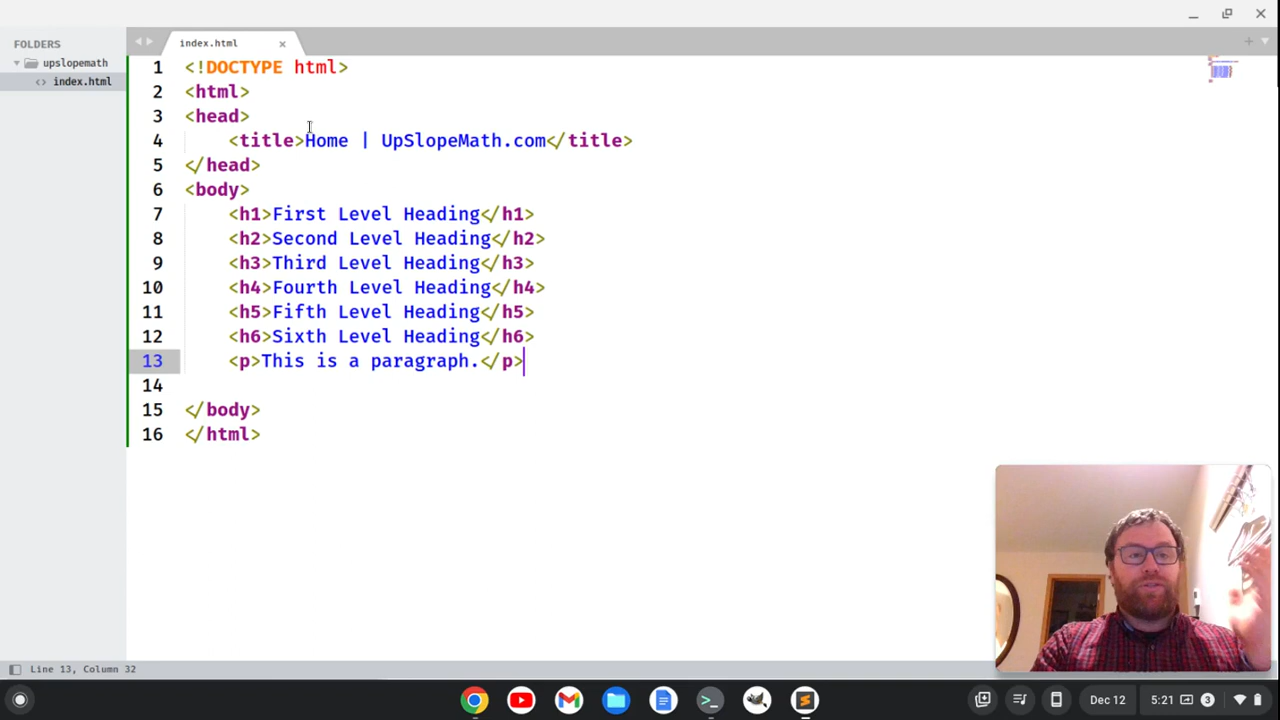 FOLDERS
upslopemath
<> index.html
index.html
1 <!DOCTYPE html>
2 <html>
3 <head>
4 <title>Home | UpSlopeMath.com</title>
5 </head>
6 <body>
7 <h1>First Level Heading</h1>
8 <h2>Second Level Heading</h2>
9 <h3>Third Level Heading</h3>
10 <h4>Fourth Level Heading</h4>
11 <h5>Fifth Level Heading</h5>
12 <h6>Sixth Level Heading</h6>
13 <p>This is a paragraph.</p>
14
15 </body>
16 </html>
Line 13, Column 32
Dec 12 5:21 3